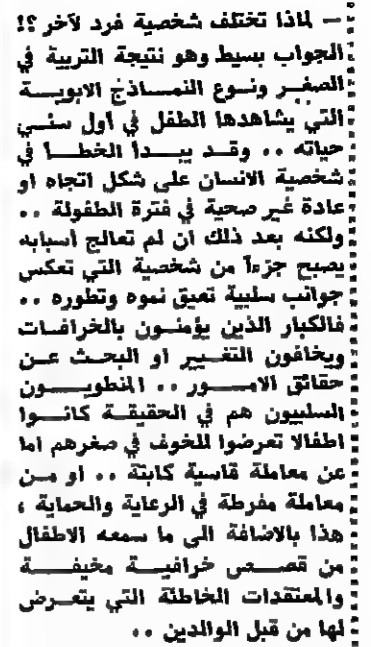 — لماذا تختلف شخصية فرد لآخر ؟!
الجواب بسيط وهو نتيجة التربية في
الصغر ونوع النماذج الابوية
التي يشاهدها الطفل في اول سني
حياته .. وقد يبدأ الخطأ في
شخصية الانسان على شكل اتجاه او
عادة غير صحية في فترة الطفولة ..
ولكنه بعد ذلك ان لم تعالج أسبابه
يصبح جزءاً من شخصية التي تعكس
جوانب سلبية تعيق نموه وتطوره ..
فالكبار الذين يؤمنون بالخرافات
ويخافون التغيير او البحث عن
حقائق الامور .. المنطويون
السلبيون هم في الحقيقة كانوا
اطفالا تعرضوا للخوف في صغرهم اما
عن معاملة قاسية كابتة .. او من
معاملة مفرطة في الرعاية والحماية ،
هذا بالاضافة الى ما سمعه الاطفال
من قصص خرافية مخيفة
والمعتقدات الخاطئة التي يتعرض
لها من قبل الوالدين ..